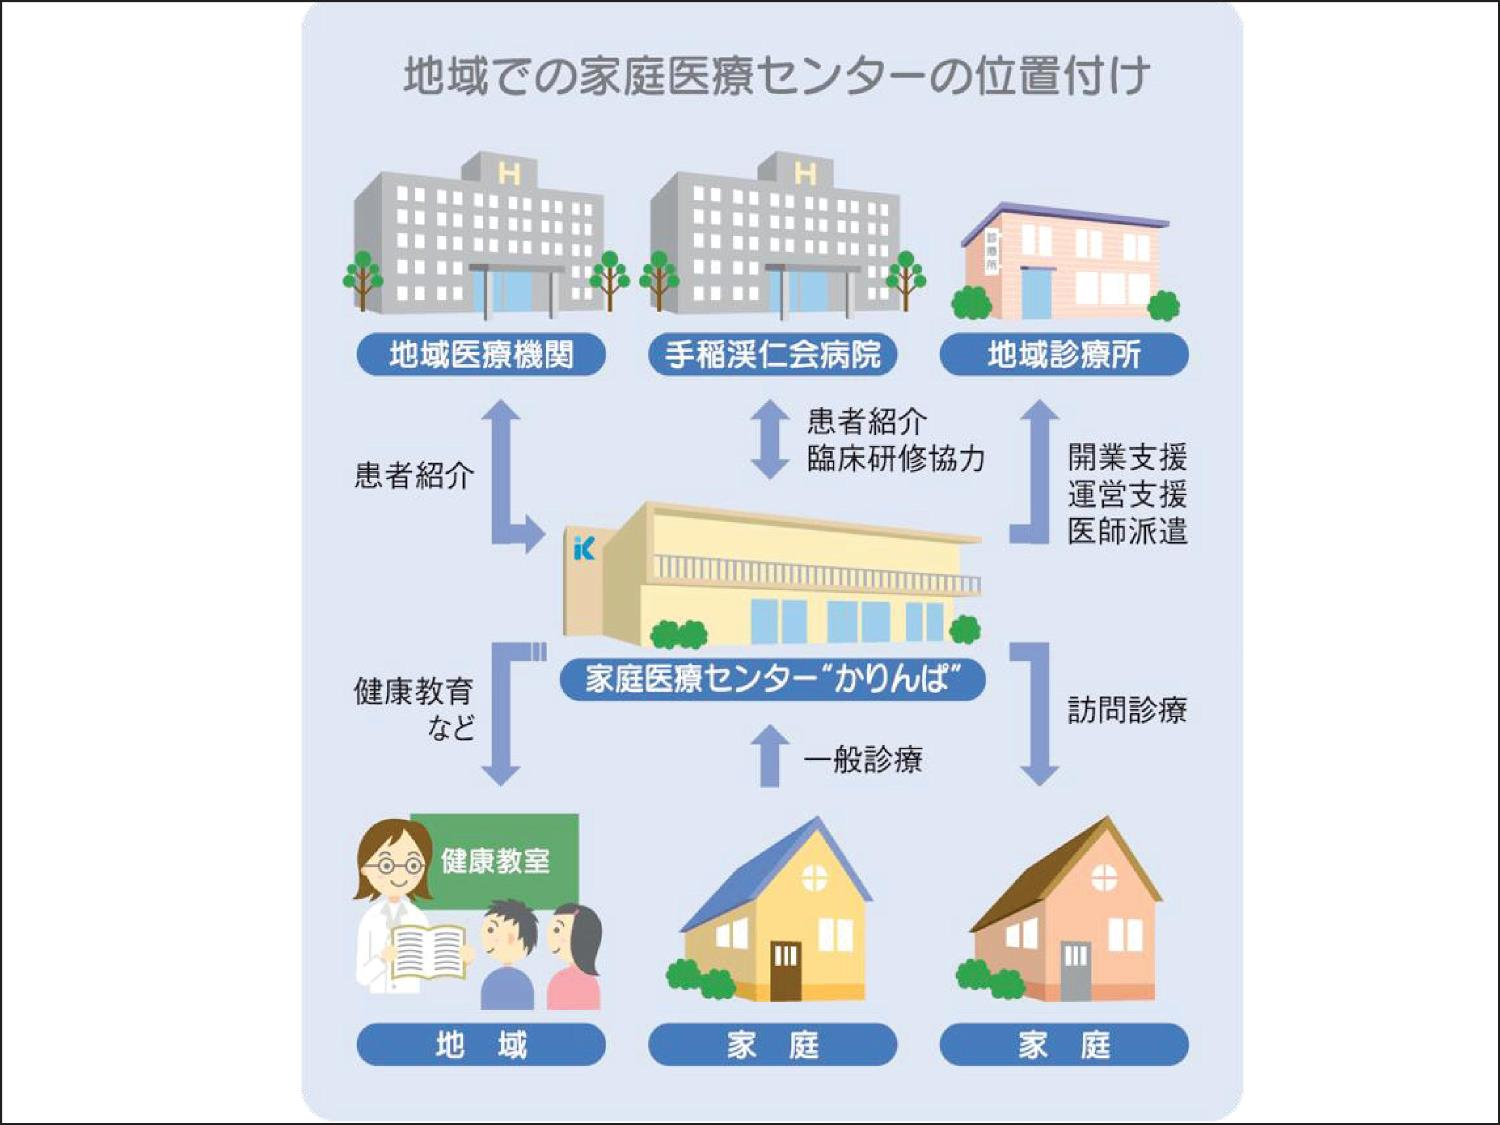 地域での家庭医療センターの位置付け
H
H
診療所
地域医療機関
手稲渓仁会病院
地域診療所
患者紹介
患者紹介
臨床研修協力
開業支援
運営支援
医師派遣
iK
家庭医療センター“かりんぱ”
健康教育
など
一般診療
訪問診療
健康教室
地 域
家 庭
家 庭